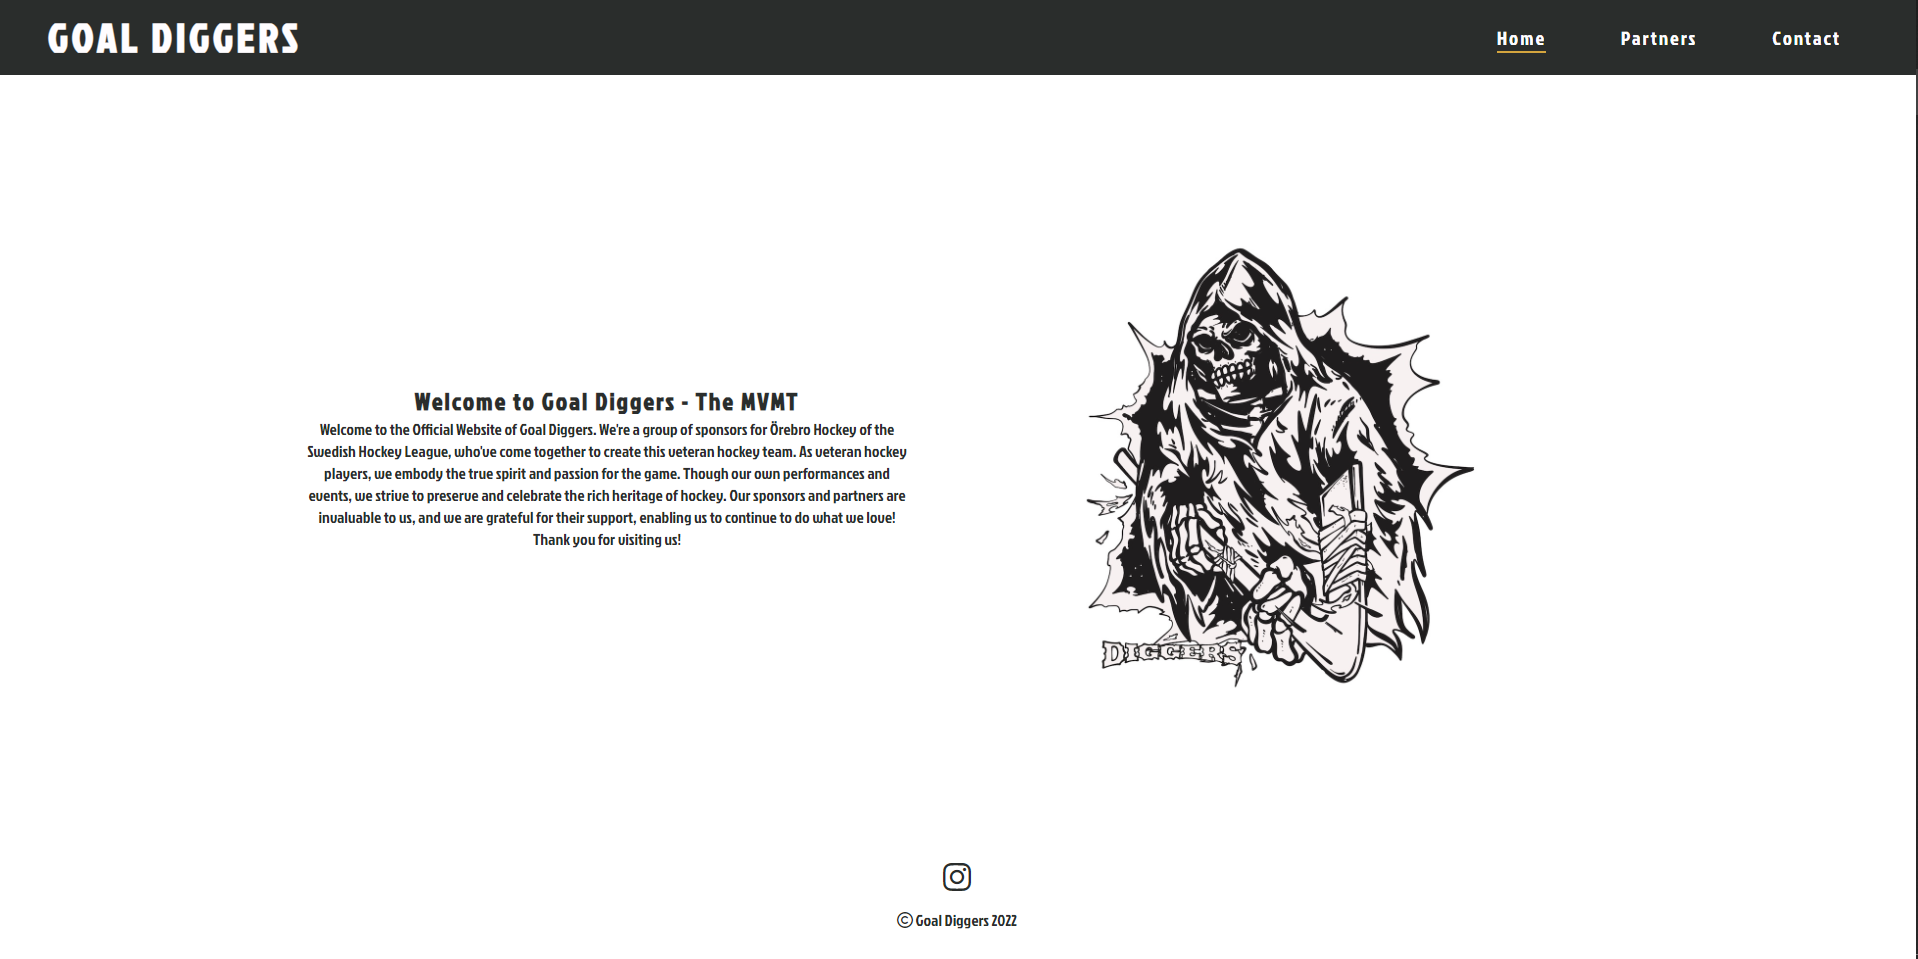 GOAL DIGGERS
Home
Partners
Contact
Welcome to Goal Diggers - The MVMT
Welcome to the Official Website of Goal Diggers. We're a group of sponsors for Örebro Hockey of the
Swedish Hockey League, who've come together to create this veteran hockey team. As veteran hockey
players, we embody the true spirit and passion for the game. Though our own performances and
events, we strive to preserve and celebrate the rich heritage of hockey. Our sponsors and partners are
invaluable to us, and we are grateful for their support, enabling us to continue to do what we love!
Thank you for visiting us!
DIGGERS
© Goal Diggers 2022